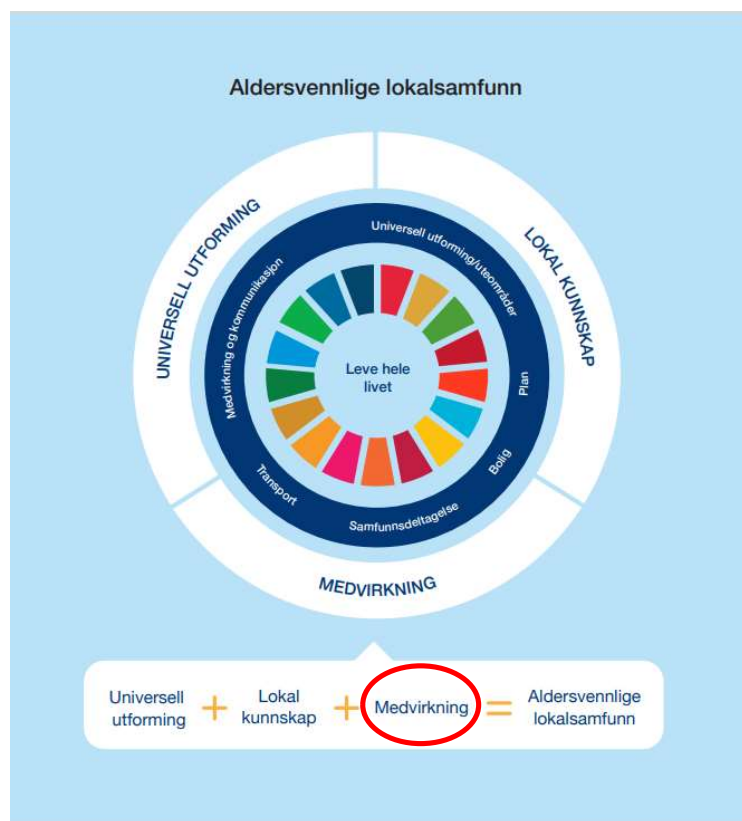 Aldersvennlige lokalsamfunn
UNIVERSELL UTFORMING
LOKAL KUNNSKAP
MEDVIRKNING
Universell utforming/uteområder
Plan
Bolig
Samfunnsdeltagelse
Transport
Medvirkning og kommunikasjon
Leve hele
livet
Universell
utforming
+
Lokal
kunnskap
+
Medvirkning
=
Aldersvennlige
lokalsamfunn